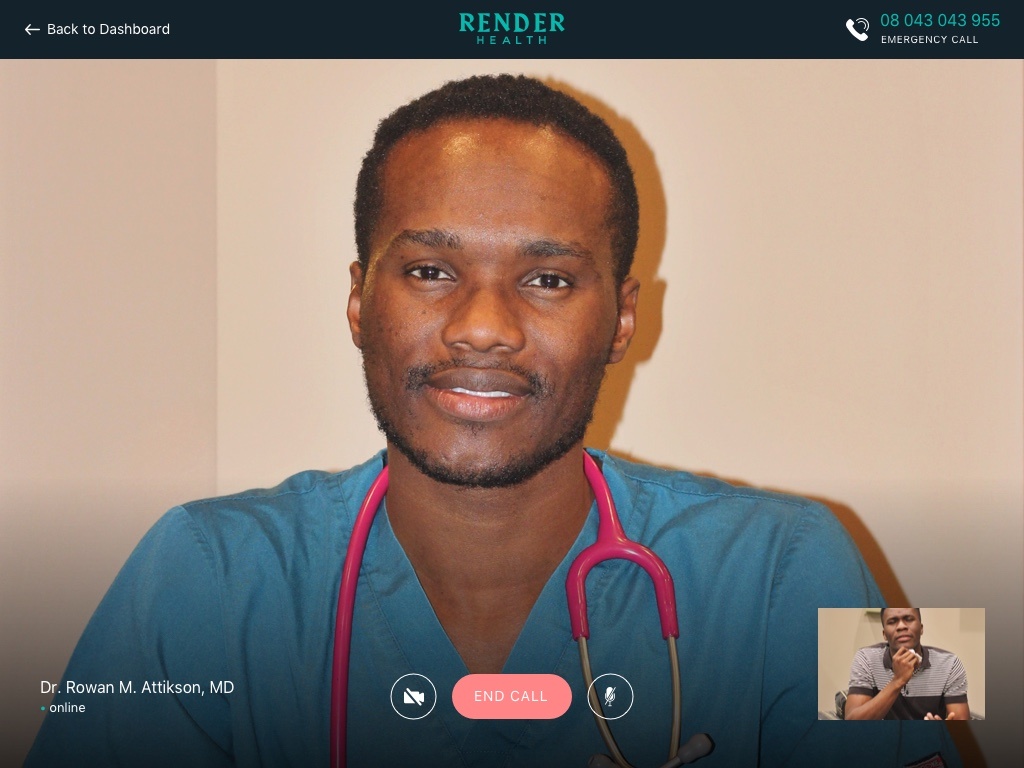 Back to Dashboard
RENDER
HEALTH
08 043 043 955
EMERGENCY CALL
Dr. Rowan M. Attikson, MD
online
END CALL